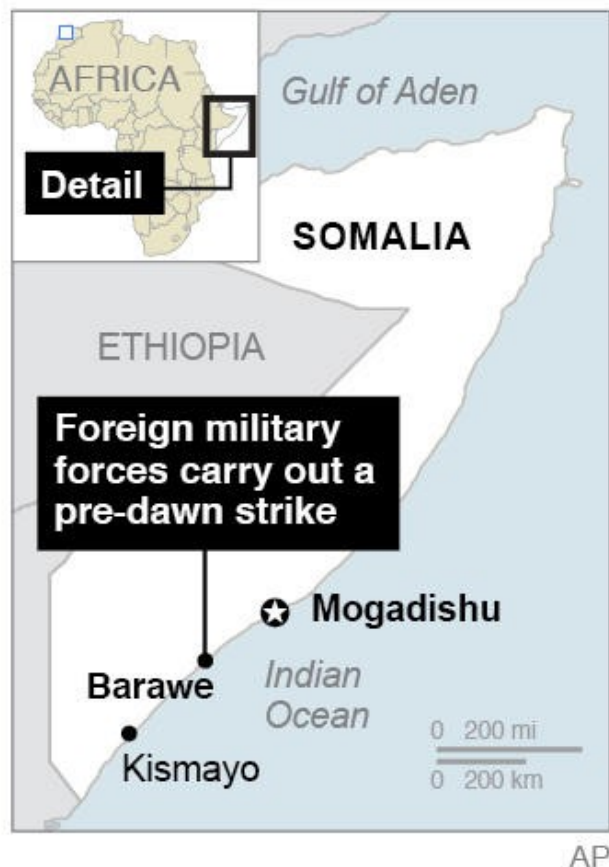 AFRICA
Gulf of Aden
Detail
SOMALIA
ETHIOPIA
Foreign military
forces carry out a
pre-dawn strike
Mogadishu
Barawe
Indian
Ocean
Kismayo
0 200 mi
0 200 km
AP